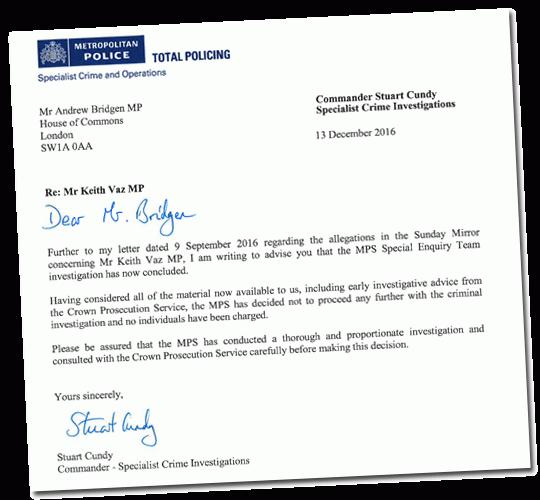 METROPOLITAN
POLICE
TOTAL POLICING
Specialist Crime and Operations
Mr Andrew Bridgen MP
House of Commons
London
SW1A 0AA
Commander Stuart Cundy
Specialist Crime Investigations
13 December 2016
Re: Mr Keith Vaz MP
Dear Mr. Bridgen
Further to my letter dated 9 September 2016 regarding the allegations in the Sunday Mirror
concerning Mr Keith Vaz MP, I am writing to advise you that the MPS Special Enquiry Team
investigation has now concluded.
Having considered all of the material now available to us, including early investigative advice from
the Crown Prosecution Service, the MPS has decided not to proceed any further with the criminal
investigation and no individuals have been charged.
Please be assured that the MPS has conducted a thorough and proportionate investigation and
consulted with the Crown Prosecution Service carefully before making this decision.
Yours sincerely,
Stuart Cundy
Stuart Cundy
Commander - Specialist Crime Investigations